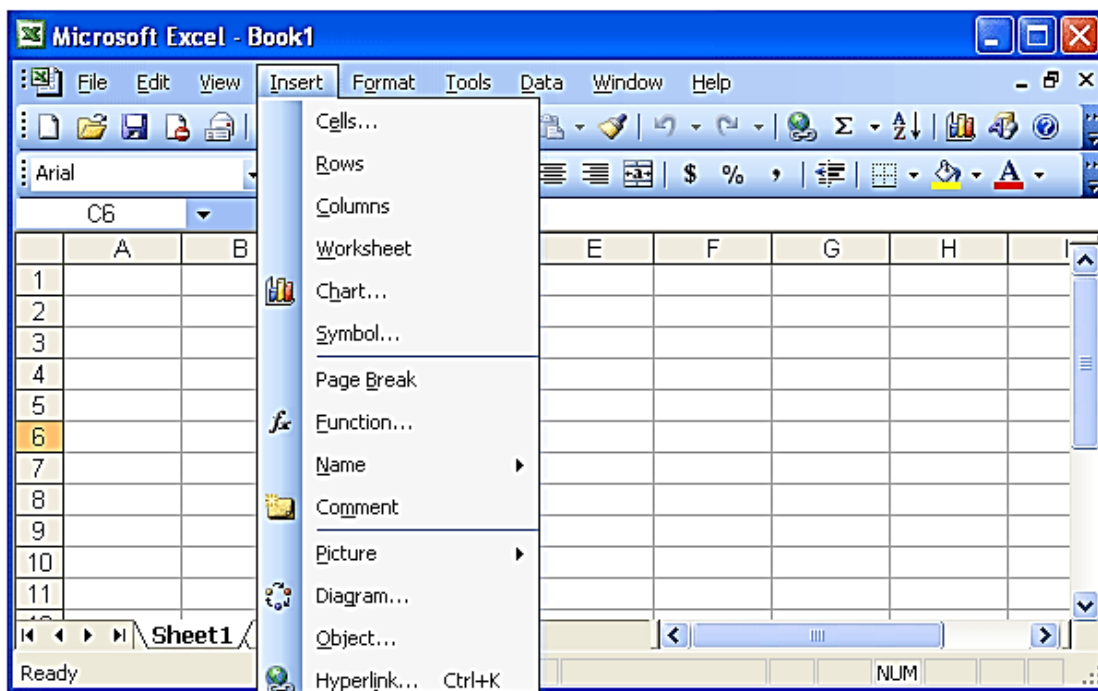 Microsoft Excel - Book1
File Edit View Insert Format Tools Data Window Help
Cells...
Arial $ % ,
Rows
C6
Columns
A B E F G H I
Worksheet
1
Chart...
2
Symbol...
3
4
Page Break
5
Function...
6
Name
7
Comment
8
9
Picture
10
Diagram...
11
Sheet1
Object...
Ready NUM
Hyperlink... Ctrl+K